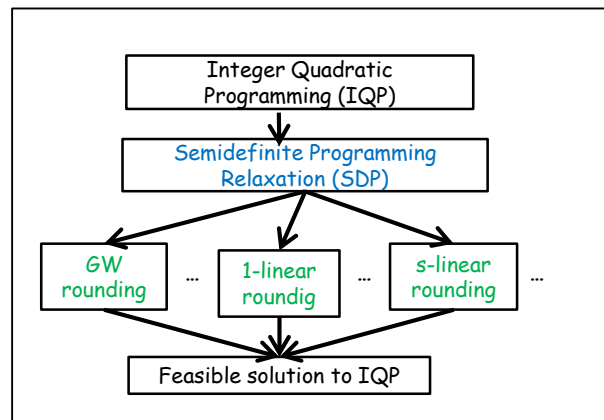 Integer Quadratic
Programming (IQP)
Semidefinite Programming
Relaxation (SDP)
GW
rounding
...
1-linear
roundig
...
s-linear
rounding
...
Feasible solution to IQP